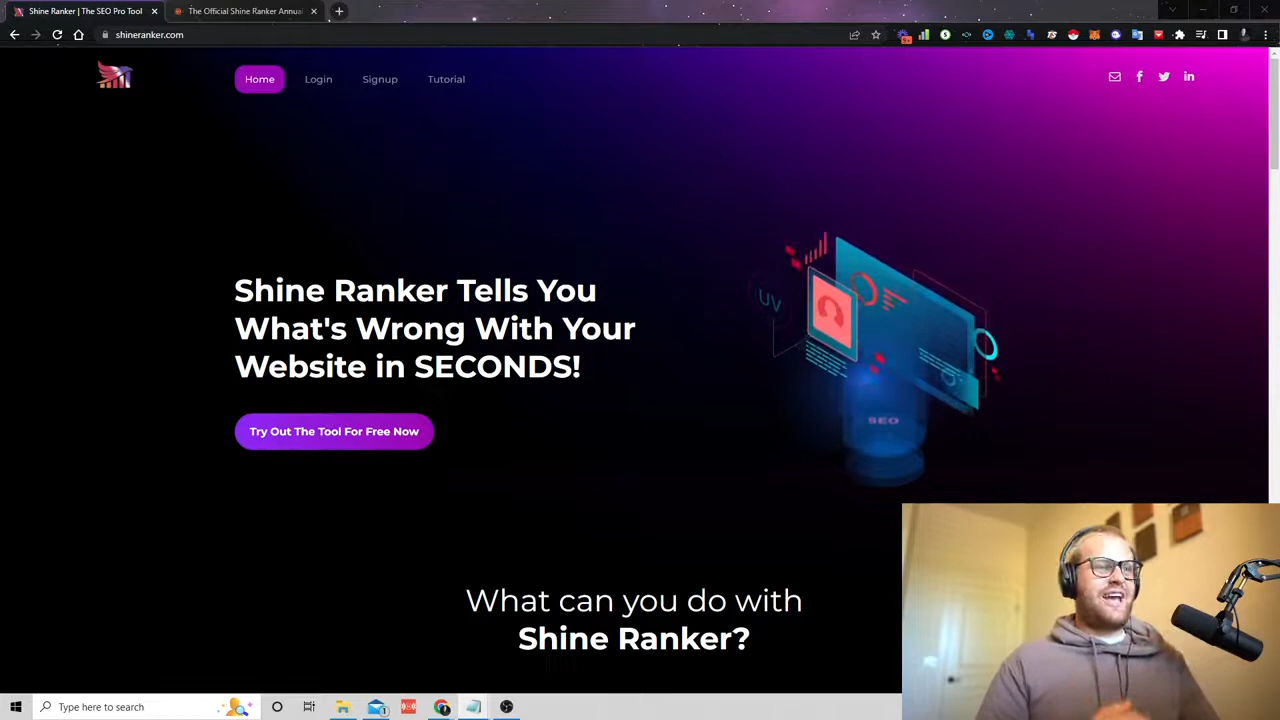 Shine Ranker | The SEO Pro Tool
The Official Shine Ranker Annua
shineranker.com
Home
Login
Signup
Tutorial
Shine Ranker Tells You
What's Wrong With Your
Website in SECONDS!
UV
SEO
Try Out The Tool For Free Now
What can you do with
Shine Ranker?
Type here to search